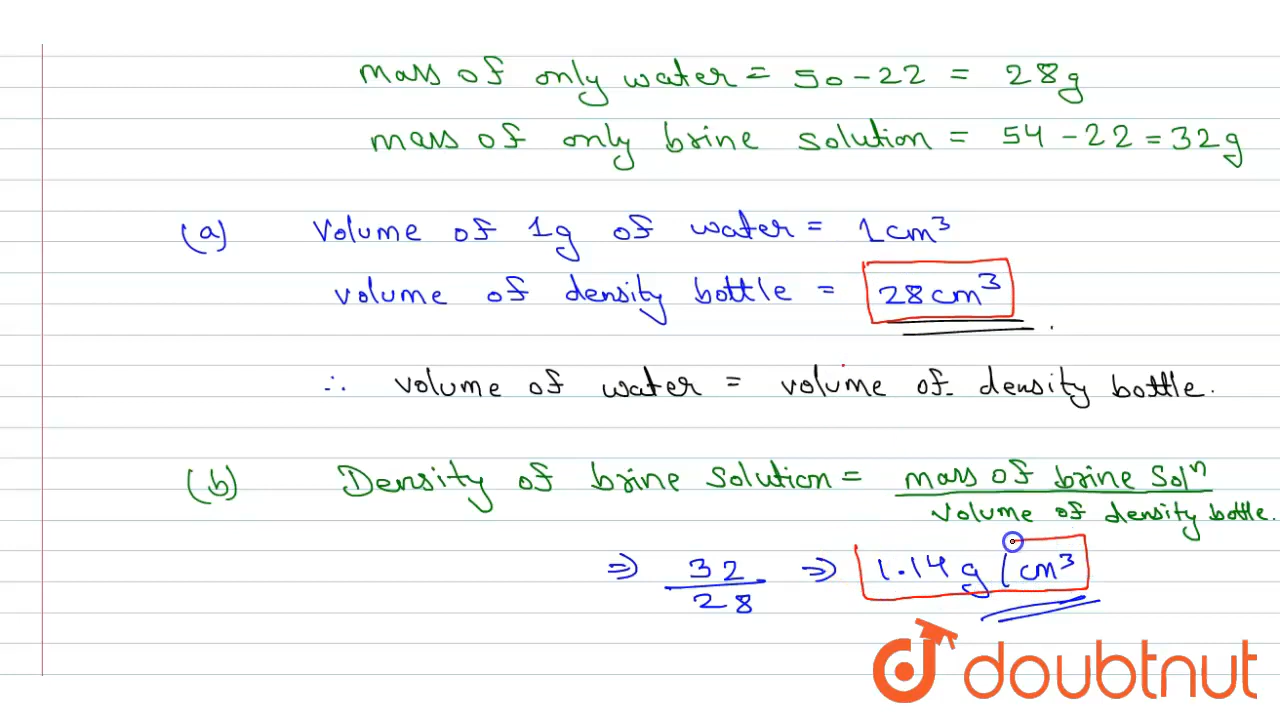 mass of only water = 50 - 22 = 28g
mass of only brine solution = 54 - 22 = 32g
(a) Volume of 1g of water = 1cm³
volume of density bottle = 28cm³
∴ volume of water = volume of density bottle.
(b) Density of brine solution = mass of brine solⁿ / volume of density bottle.
⇒ 32/28 ⇒ 1.14 g/cm³
doubtnut